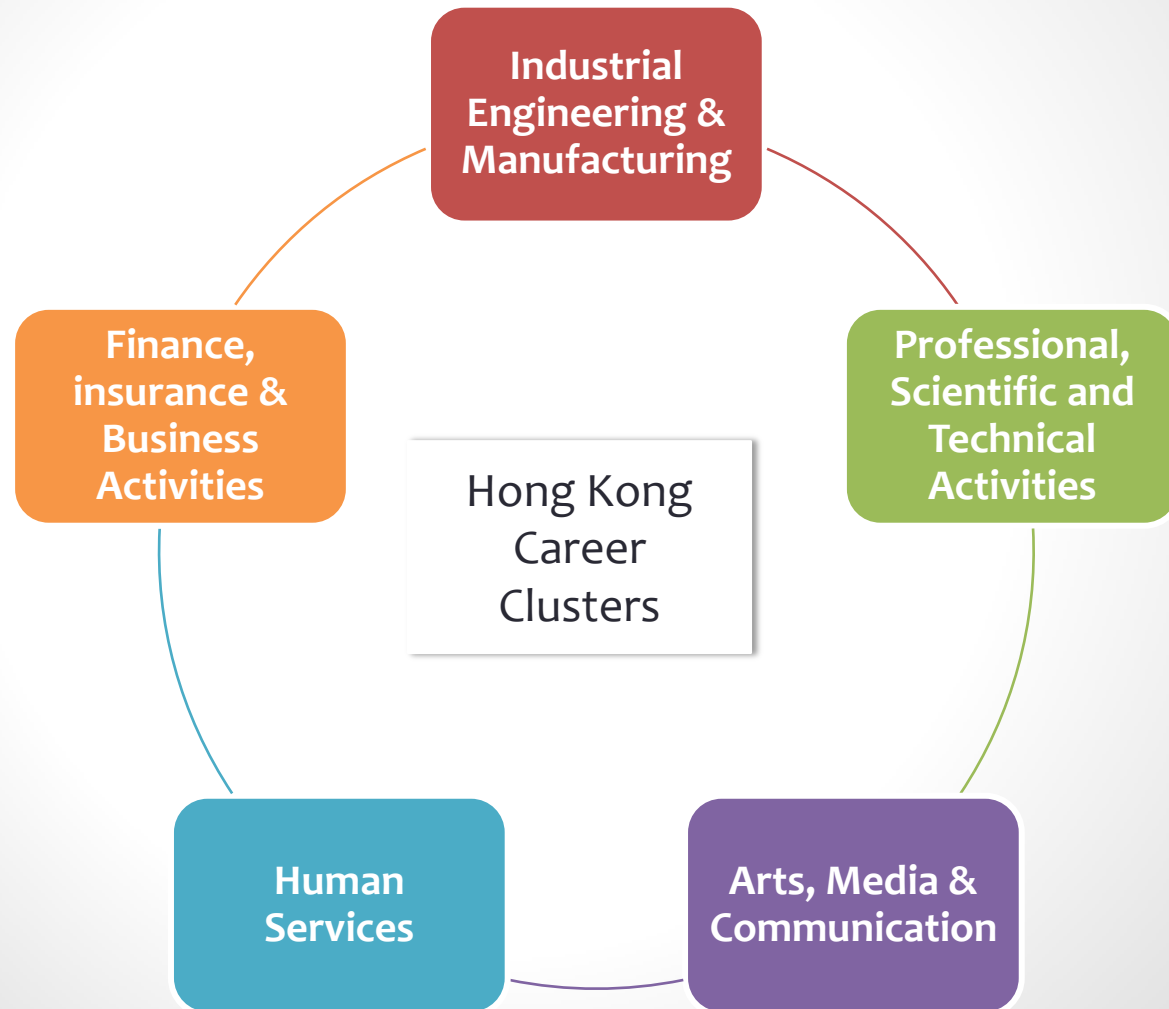 Industrial
Engineering &
Manufacturing
Professional,
Scientific and
Technical
Activities
Arts, Media &
Communication
Human
Services
Finance,
insurance &
Business
Activities
Hong Kong
Career
Clusters